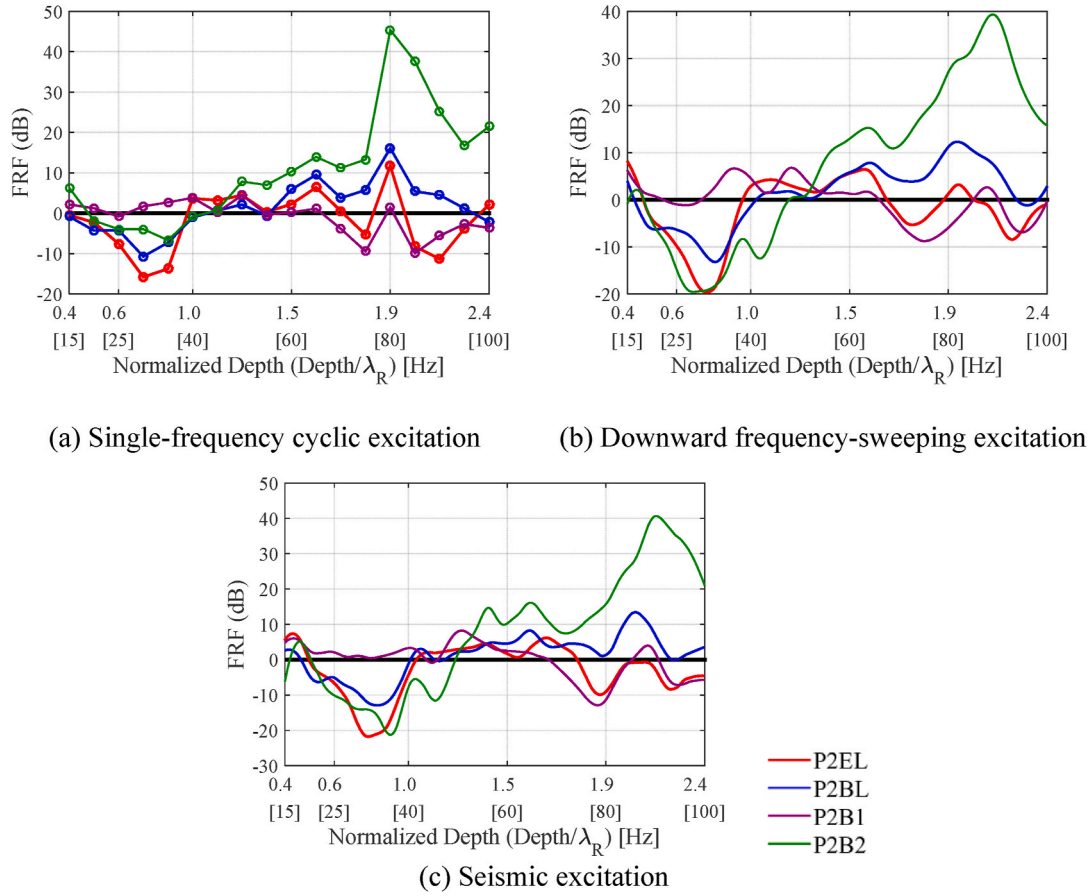 50
40
30
20
10
0
-10
-20
FRF (dB)
0.4 0.6 1.0 1.5 1.9 2.4
[15] [25] [40] [60] [80] [100]
Normalized Depth (Depth/λR) [Hz]
(a) Single-frequency cyclic excitation
40
30
20
10
0
-10
-20
FRF (dB)
0.4 0.6 1.0 1.5 1.9 2.4
[15] [25] [40] [60] [80] [100]
Normalized Depth (Depth/λR) [Hz]
(b) Downward frequency-sweeping excitation
50
40
30
20
10
0
-10
-20
-30
FRF (dB)
0.4 0.6 1.0 1.5 1.9 2.4
[15] [25] [40] [60] [80] [100]
Normalized Depth (Depth/λR) [Hz]
(c) Seismic excitation
P2EL
P2BL
P2B1
P2B2